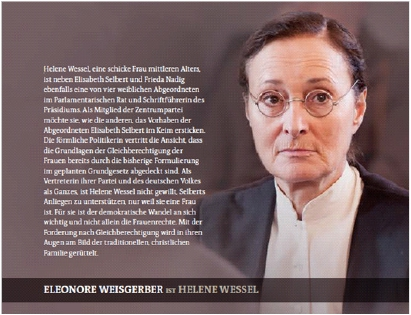 Helene Wessel, eine schicke Frau mittleren Alters,
ist neben Elisabeth Selbert und Frieda Nadig
ebenfalls eine von vier weiblichen Abgeordneten
im Parlamentarischen Rat und Schriftführerin des
Präsidiums. Als Mitglied der Zentrumpartei
möchte sie, wie die anderen, das Vorhaben der
Abgeordneten Elisabeth Selbert im Keim ersticken.
Die förmliche Politikerin vertritt die Ansicht, dass
die Grundlagen der Gleichberechtigung der
Frauen bereits durch die bisherige Formulierung
im geplanten Grundgesetz abgedeckt sind. Als
Vertreterin ihrer Partei und des deutschen Volkes
als Ganzes, ist Helene Wessel nicht gewillt, Selberts
Anliegen zu unterstützen, nur weil sie eine Frau
ist. Für sie ist der demokratische Wandel an sich
wichtig und nicht allein die Frauenrechte. Mit der
Forderung nach Gleichberechtigung wird in ihren
Augen am Bild der traditionellen, christlichen
Familie gerüttelt.
ELEONORE WEISGERBER IST HELENE WESSEL